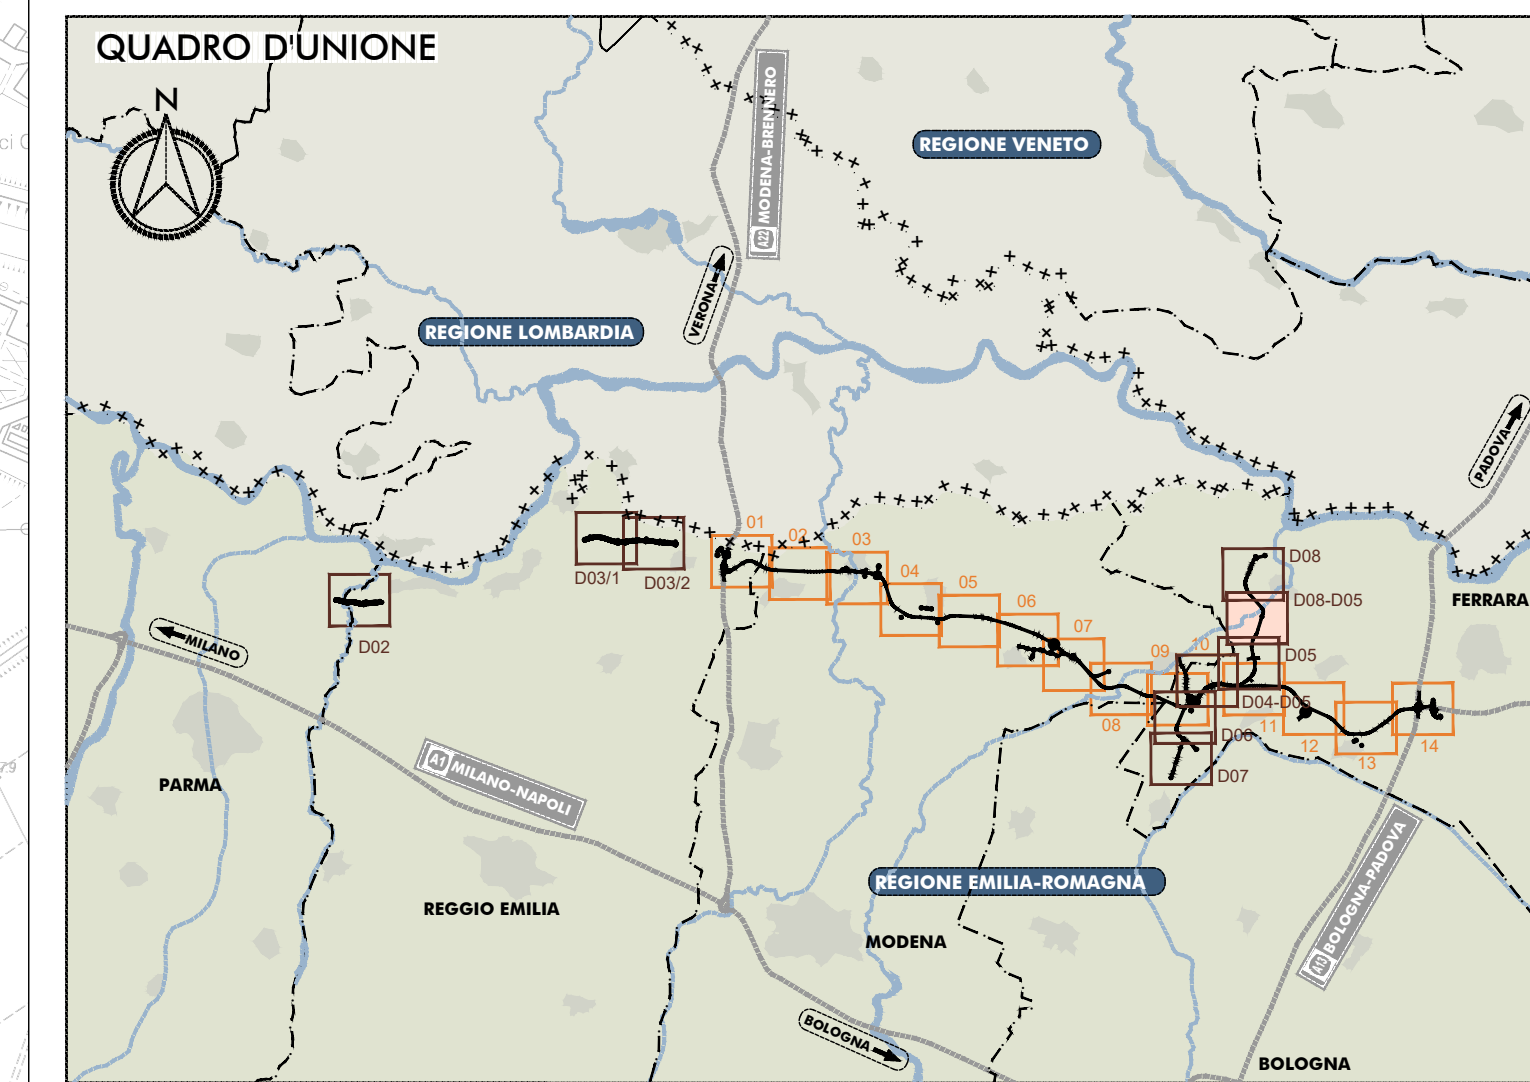 QUADRO D'UNIONE
N
A22 MODENA-BRENNERO
REGIONE VENETO
VERONA
REGIONE LOMBARDIA
PADOVA
01
02
03
04
05
06
07
08
09
10
11
12
13
14
D03/1
D03/2
D02
D08
D08-D05
D05
D04-D05
D06
D07
FERRARA
MILANO
PARMA
A1 MILANO-NAPOLI
REGGIO EMILIA
REGIONE EMILIA-ROMAGNA
MODENA
A13 BOLOGNA-PADOVA
BOLOGNA
BOLOGNA